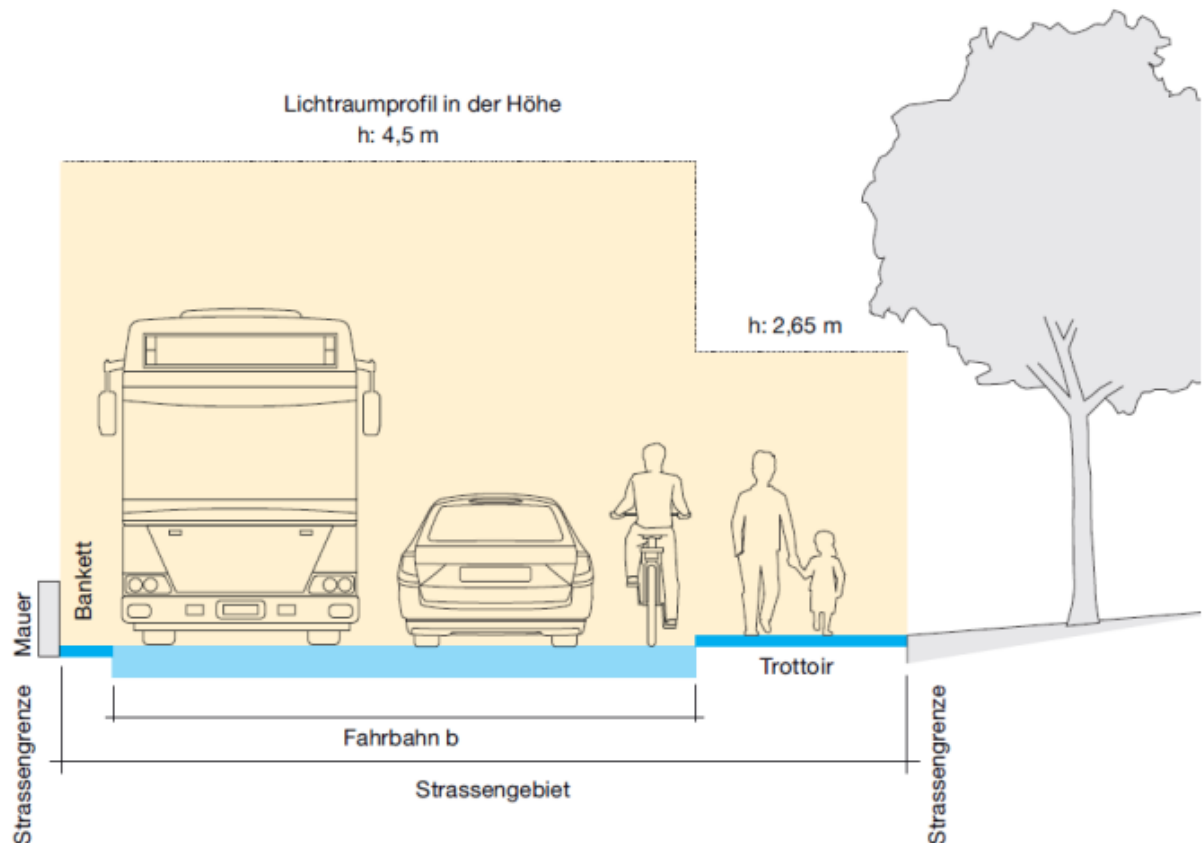 Lichtraumprofil in der Höhe
h: 4,5 m
h: 2,65 m
Bankett
Mauer
Trottoir
Fahrbahn b
Strassengebiet
Strassengrenze
Strassengrenze